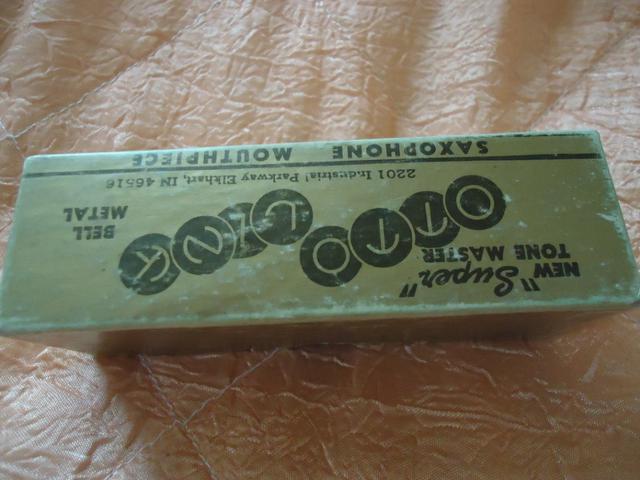 NEW "Super"
TONE MASTER
OTTO LINK
BELL
METAL
2201 Industrial Parkway Elkhart, IN 46516
SAXOPHONE MOUTHPIECE